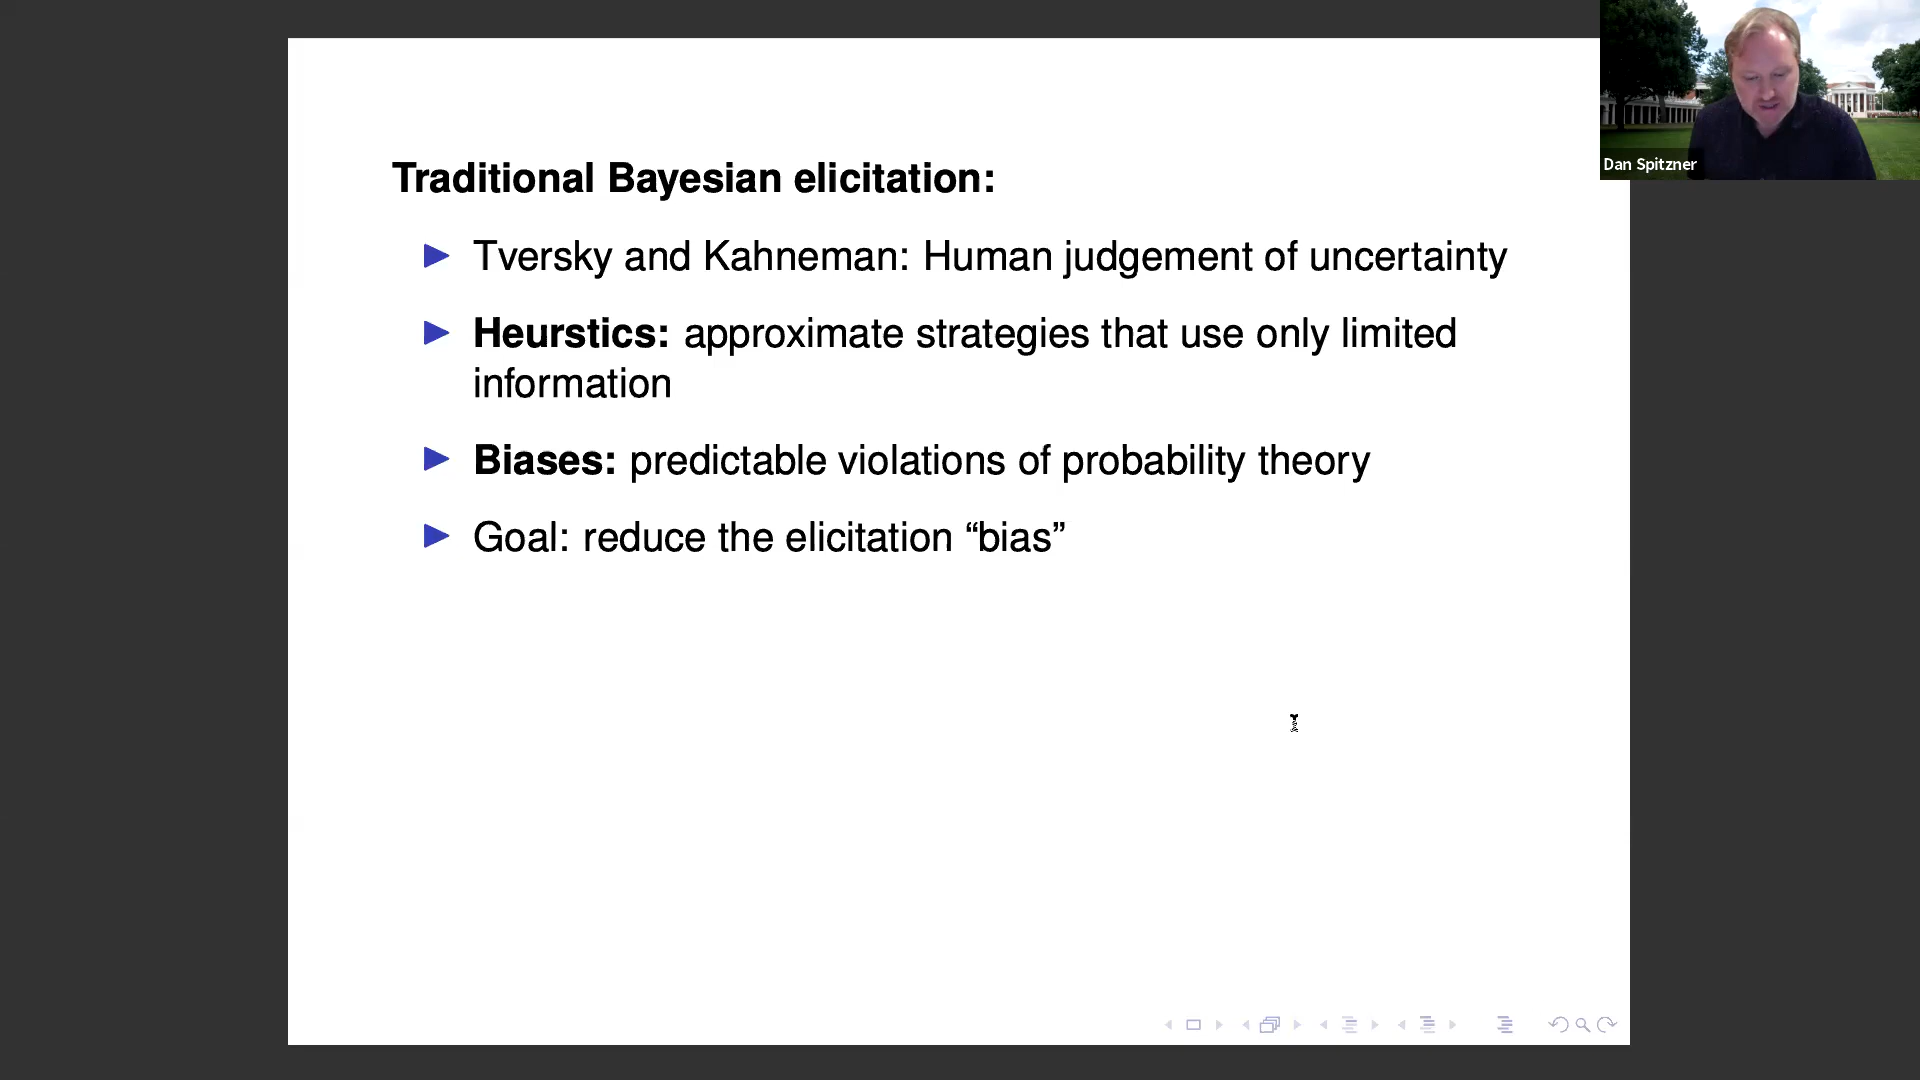 Dan Spitzner
Traditional Bayesian elicitation:
Tversky and Kahneman: Human judgement of uncertainty
Heurstics: approximate strategies that use only limited
information
Biases: predictable violations of probability theory
Goal: reduce the elicitation “bias”